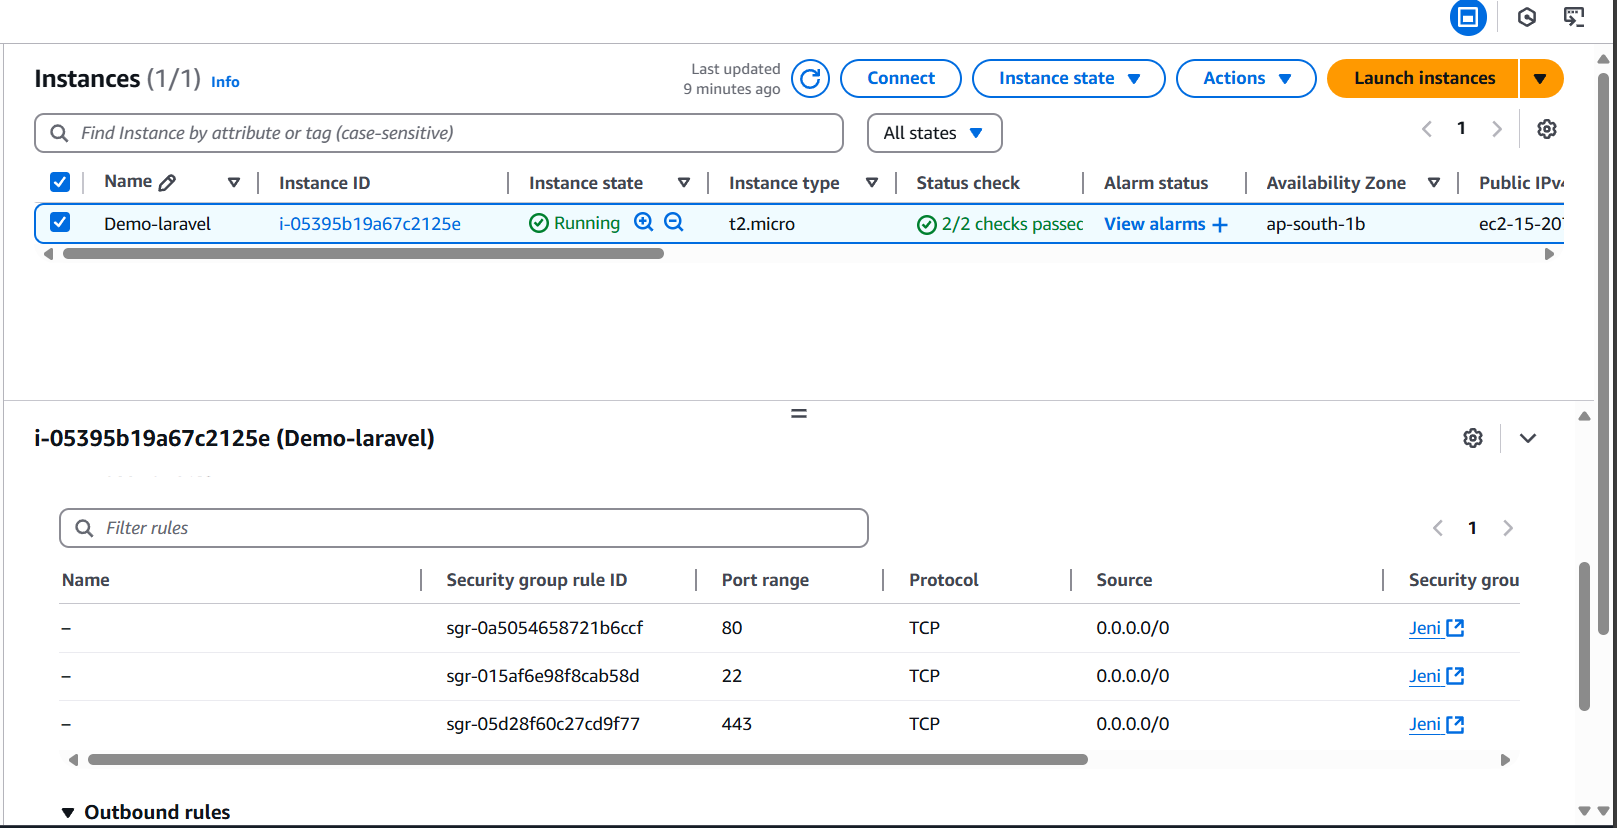 Instances (1/1) Info
Last updated
9 minutes ago
Connect
Instance state
Actions
Launch instances
Find Instance by attribute or tag (case-sensitive)
All states
1
Name Instance ID Instance state Instance type Status check Alarm status Availability Zone Public IPv4
Demo-laravel i-05395b19a67c2125e Running t2.micro 2/2 checks passed View alarms + ap-south-1b ec2-15-20
i-05395b19a67c2125e (Demo-laravel)
Filter rules
1
Name Security group rule ID Port range Protocol Source Security grou
– sgr-0a5054658721b6ccf 80 TCP 0.0.0.0/0 Jeni
– sgr-015af6e98f8cab58d 22 TCP 0.0.0.0/0 Jeni
– sgr-05d28f60c27cd9f77 443 TCP 0.0.0.0/0 Jeni
Outbound rules